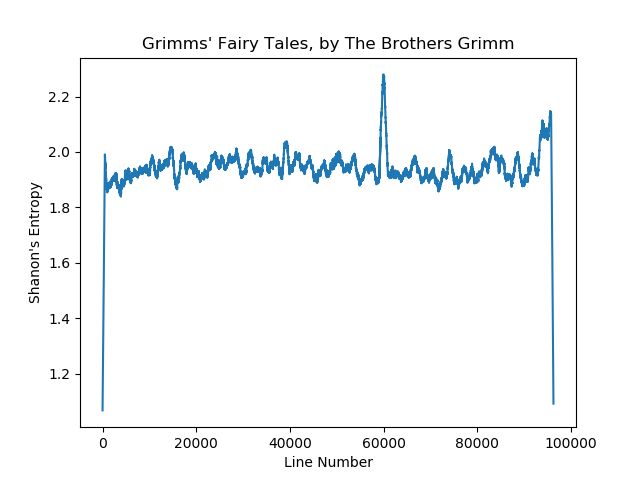 Grimms' Fairy Tales, by The Brothers Grimm
2.2
2.0
1.8
1.6
1.4
1.2
Shanon's Entropy
0 20000 40000 60000 80000 100000
Line Number